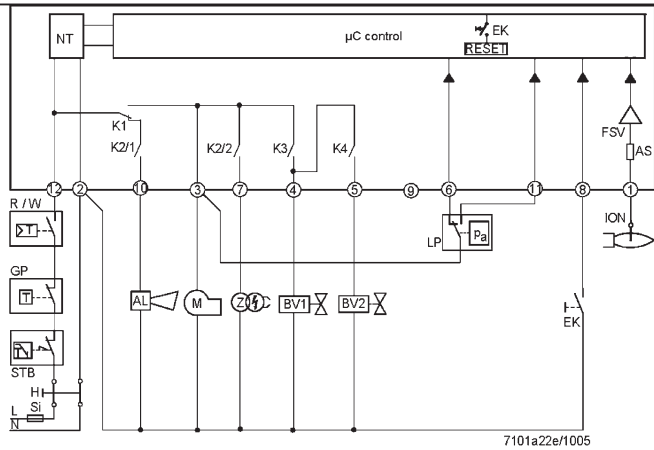 NT
µC control
EK
RESET
K1
K2/1
K2/2
K3
K4
FSV
AS
12
2
10
3
7
4
5
9
6
11
8
1
R / W
ΣT
GP
T
STB
H
L
Si
N
AL
M
Z
BV1
BV2
LP
pa
ION
EK
7101a22e/1005